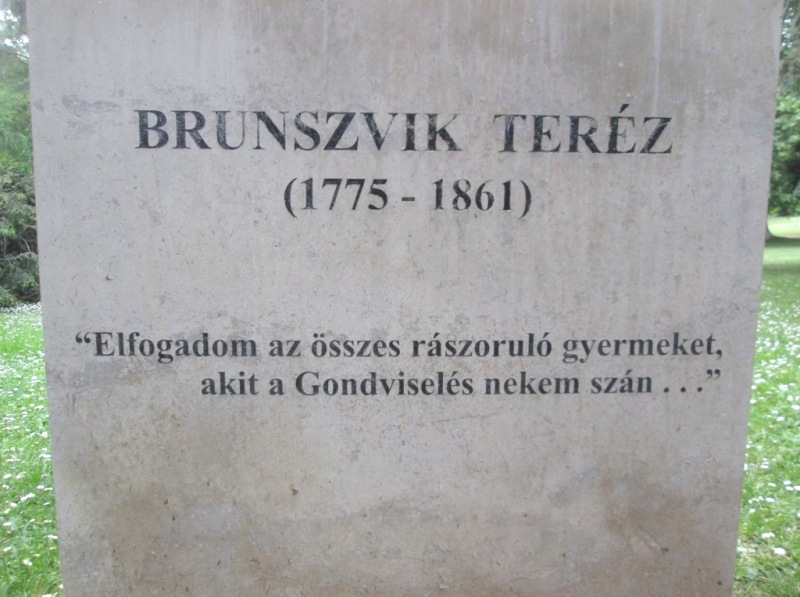 BRUNSZVIK TERÉZ
(1775 - 1861)
“Elfogadom az összes rászoruló gyermeket,
akit a Gondviselés nekem szán . . .”